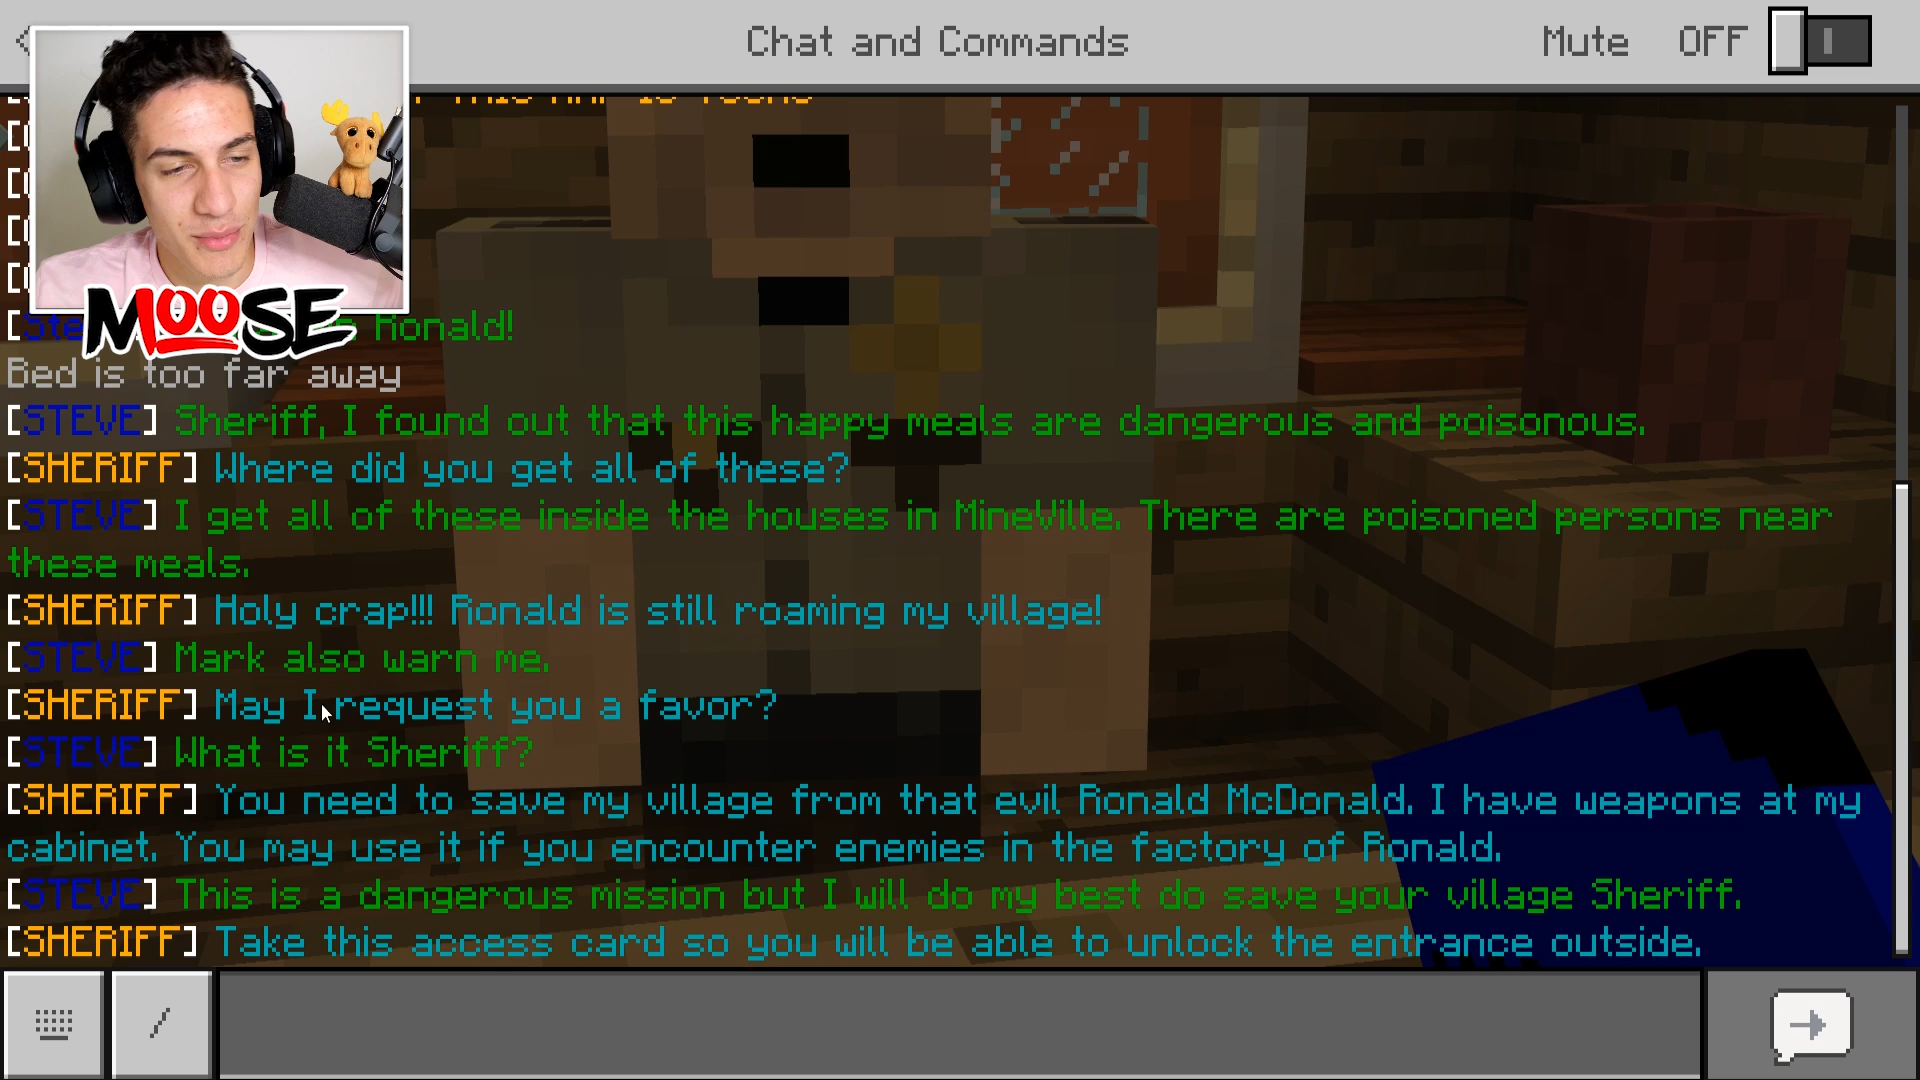 Chat and Commands
Mute OFF
MOOSE
[Ste Ronald!
Bed is too far away
[STEVE] Sheriff, I found out that this happy meals are dangerous and poisonous.
[SHERIFF] Where did you get all of these?
[STEVE] I get all of these inside the houses in MineVille. There are poisoned persons near
these meals.
[SHERIFF] Holy crap!!! Ronald is still roaming my village!
[STEVE] Mark also warn me.
[SHERIFF] May I request you a favor?
[STEVE] What is it Sheriff?
[SHERIFF] You need to save my village from that evil Ronald McDonald. I have weapons at my
cabinet. You may use it if you encounter enemies in the factory of Ronald.
[STEVE] This is a dangerous mission but I will do my best do save your village Sheriff.
[SHERIFF] Take this access card so you will be able to unlock the entrance outside.
/